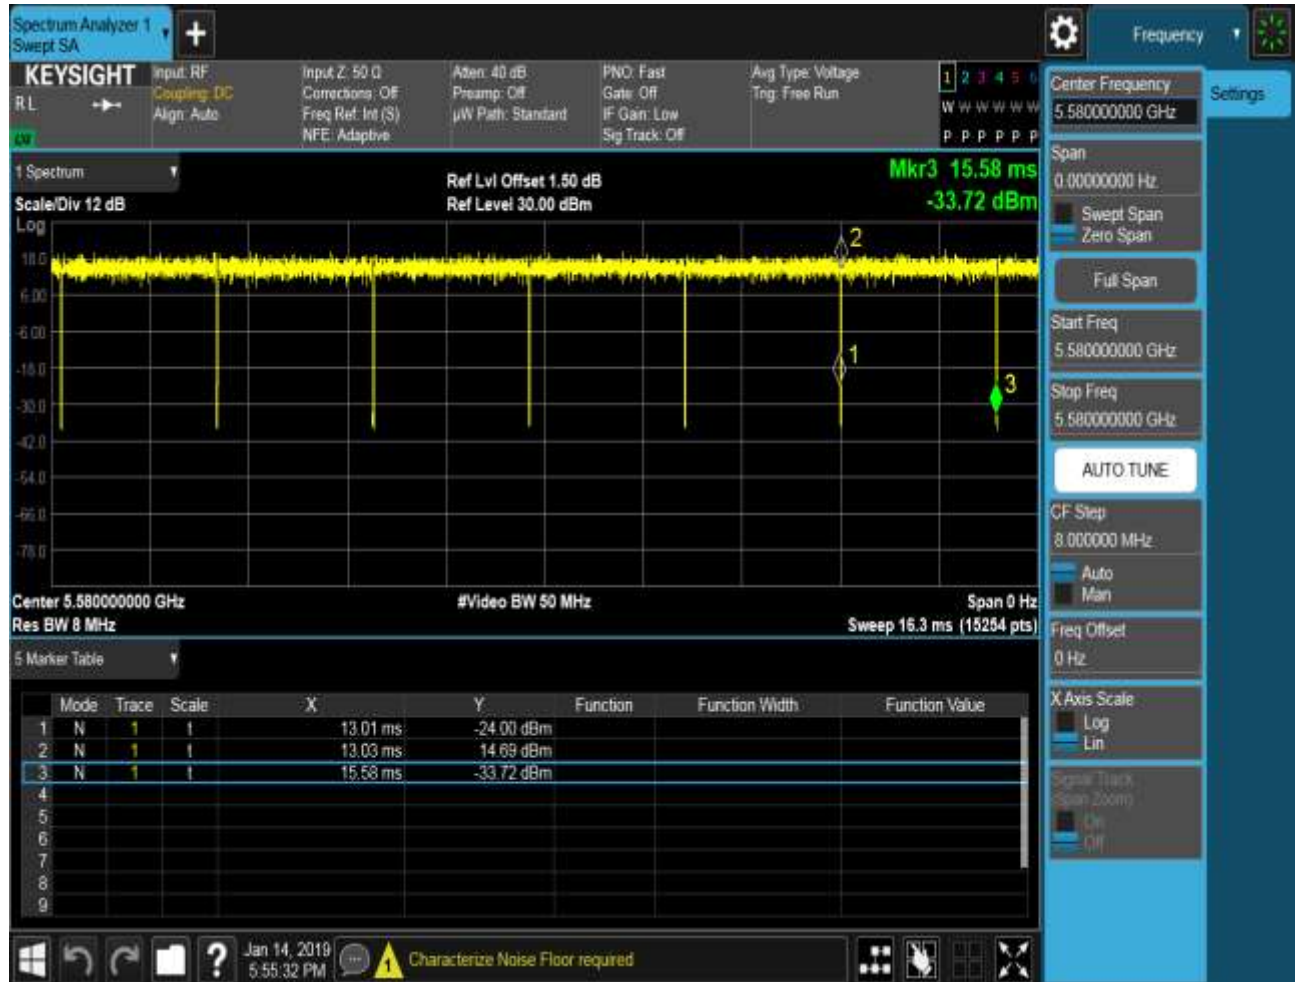 Spectrum Analyzer 1
Swept SA
Frequency
KEYSIGHT
R L
Input: RF
Coupling: DC
Align: Auto
Input Z: 50 Ω
Corrections: Off
Freq Ref: Int (S)
NFE: Adaptive
Atten: 40 dB
Preamp: Off
µW Path: Standard
PNO: Fast
Gate: Off
IF Gain: Low
Sig Track: Off
Avg Type: Voltage
Trig: Free Run
1 2 3 4 5 6
W W W W W W
P P P P P P
1 Spectrum
Scale/Div 12 dB
Log
Ref Lvl Offset 1.50 dB
Ref Level 30.00 dBm
Mkr3 15.58 ms
-33.72 dBm
18.0
6.00
-6.00
-18.0
-30.0
-42.0
-54.0
-66.0
-78.0
2
1
3
Center 5.580000000 GHz
#Video BW 50 MHz
Span 0 Hz
Res BW 8 MHz
Sweep 16.3 ms (15254 pts)
5 Marker Table
Mode Trace Scale X Y Function Function Width Function Value
1 N 1 t 13.01 ms -24.00 dBm
2 N 1 t 13.03 ms 14.69 dBm
3 N 1 t 15.58 ms -33.72 dBm
4
5
6
7
8
9
Jan 14, 2019
5:55:32 PM
1
Characterize Noise Floor required
Settings
Center Frequency
5.580000000 GHz
Span
0.00000000 Hz
Swept Span
Zero Span
Full Span
Start Freq
5.580000000 GHz
Stop Freq
5.580000000 GHz
AUTO TUNE
CF Step
8.000000 MHz
Auto
Man
Freq Offset
0 Hz
X Axis Scale
Log
Lin
Signal Track
(Span Zoom)
On
Off